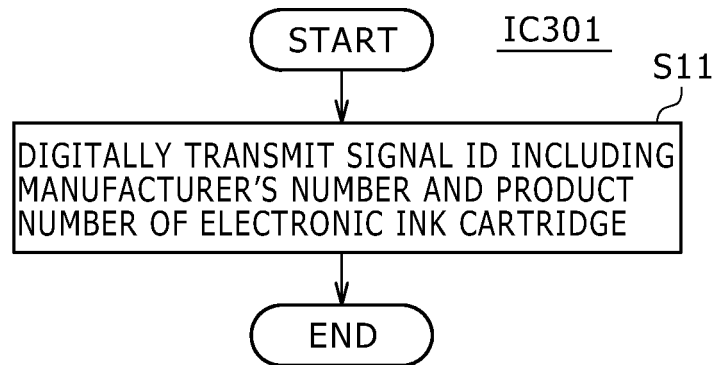 START
IC301
S11
DIGITALLY TRANSMIT SIGNAL ID INCLUDING
MANUFACTURER'S NUMBER AND PRODUCT
NUMBER OF ELECTRONIC INK CARTRIDGE
END